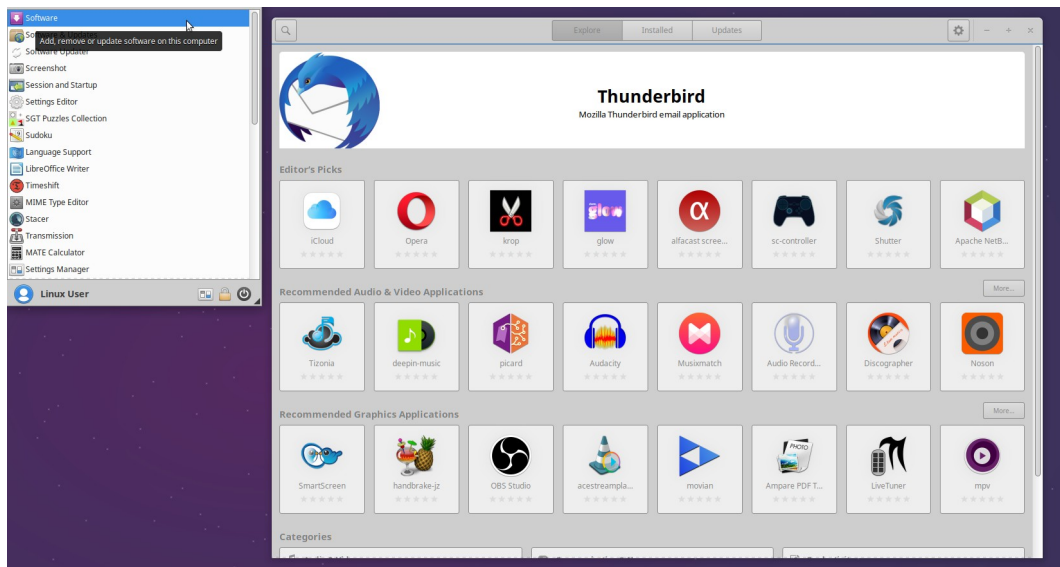 Software
Software & Updates
Add, remove or update software on this computer
Software Updater
Screenshot
Session and Startup
Settings Editor
SGT Puzzles Collection
Sudoku
Language Support
LibreOffice Writer
Timeshift
MIME Type Editor
Stacer
Transmission
MATE Calculator
Settings Manager
Linux User
Explore Installed Updates
Thunderbird
Mozilla Thunderbird email application
Editor's Picks
iCloud Opera krop glow alfacast scree... sc-controller Shutter Apache NetB...
Recommended Audio & Video Applications More...
Tizonia deepin-music picard Audacity Musixmatch Audio Record... Discographer Noson
Recommended Graphics Applications More...
SmartScreen handbrake-jz OBS Studio acestreampla... movian Ampare PDF T... LiveTuner mpv
Categories